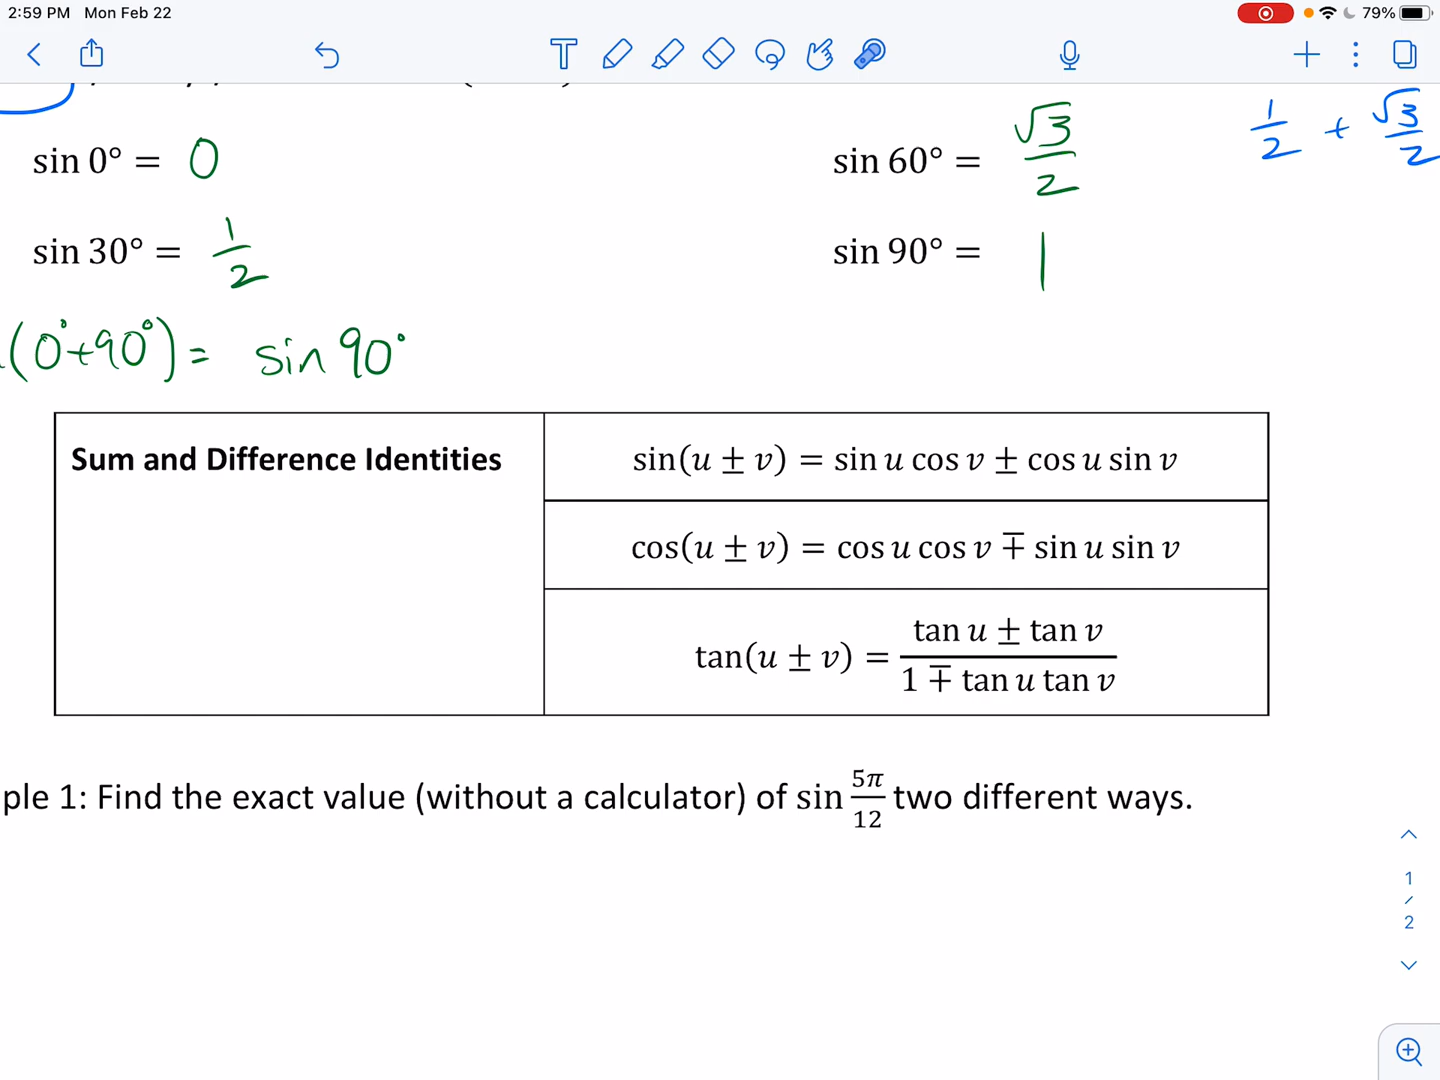 2:59 PM Mon Feb 22 79%
sin 0° = 0
sin 60° = √3/2
1/2 + √3/2
sin 30° = 1/2
sin 90° = 1
(0°+90°) = sin 90°
Sum and Difference Identities
sin(u ± v) = sin u cos v ± cos u sin v
cos(u ± v) = cos u cos v ∓ sin u sin v
tan(u ± v) = (tan u ± tan v)/(1 ∓ tan u tan v)
ple 1: Find the exact value (without a calculator) of sin 5π/12 two different ways.
1
/
2